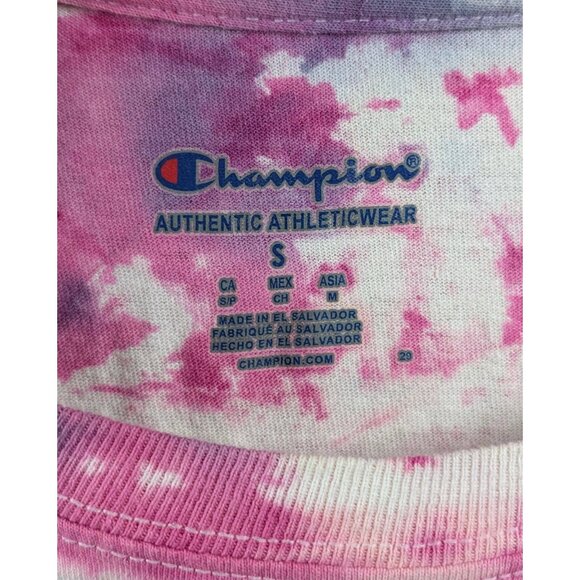 Champion®
AUTHENTIC ATHLETICWEAR
S
CA MEX ASIA
S/P CH M
MADE IN EL SALVADOR
FABRIQUÉ AU SALVADOR
HECHO EN EL SALVADOR
CHAMPION.COM 29